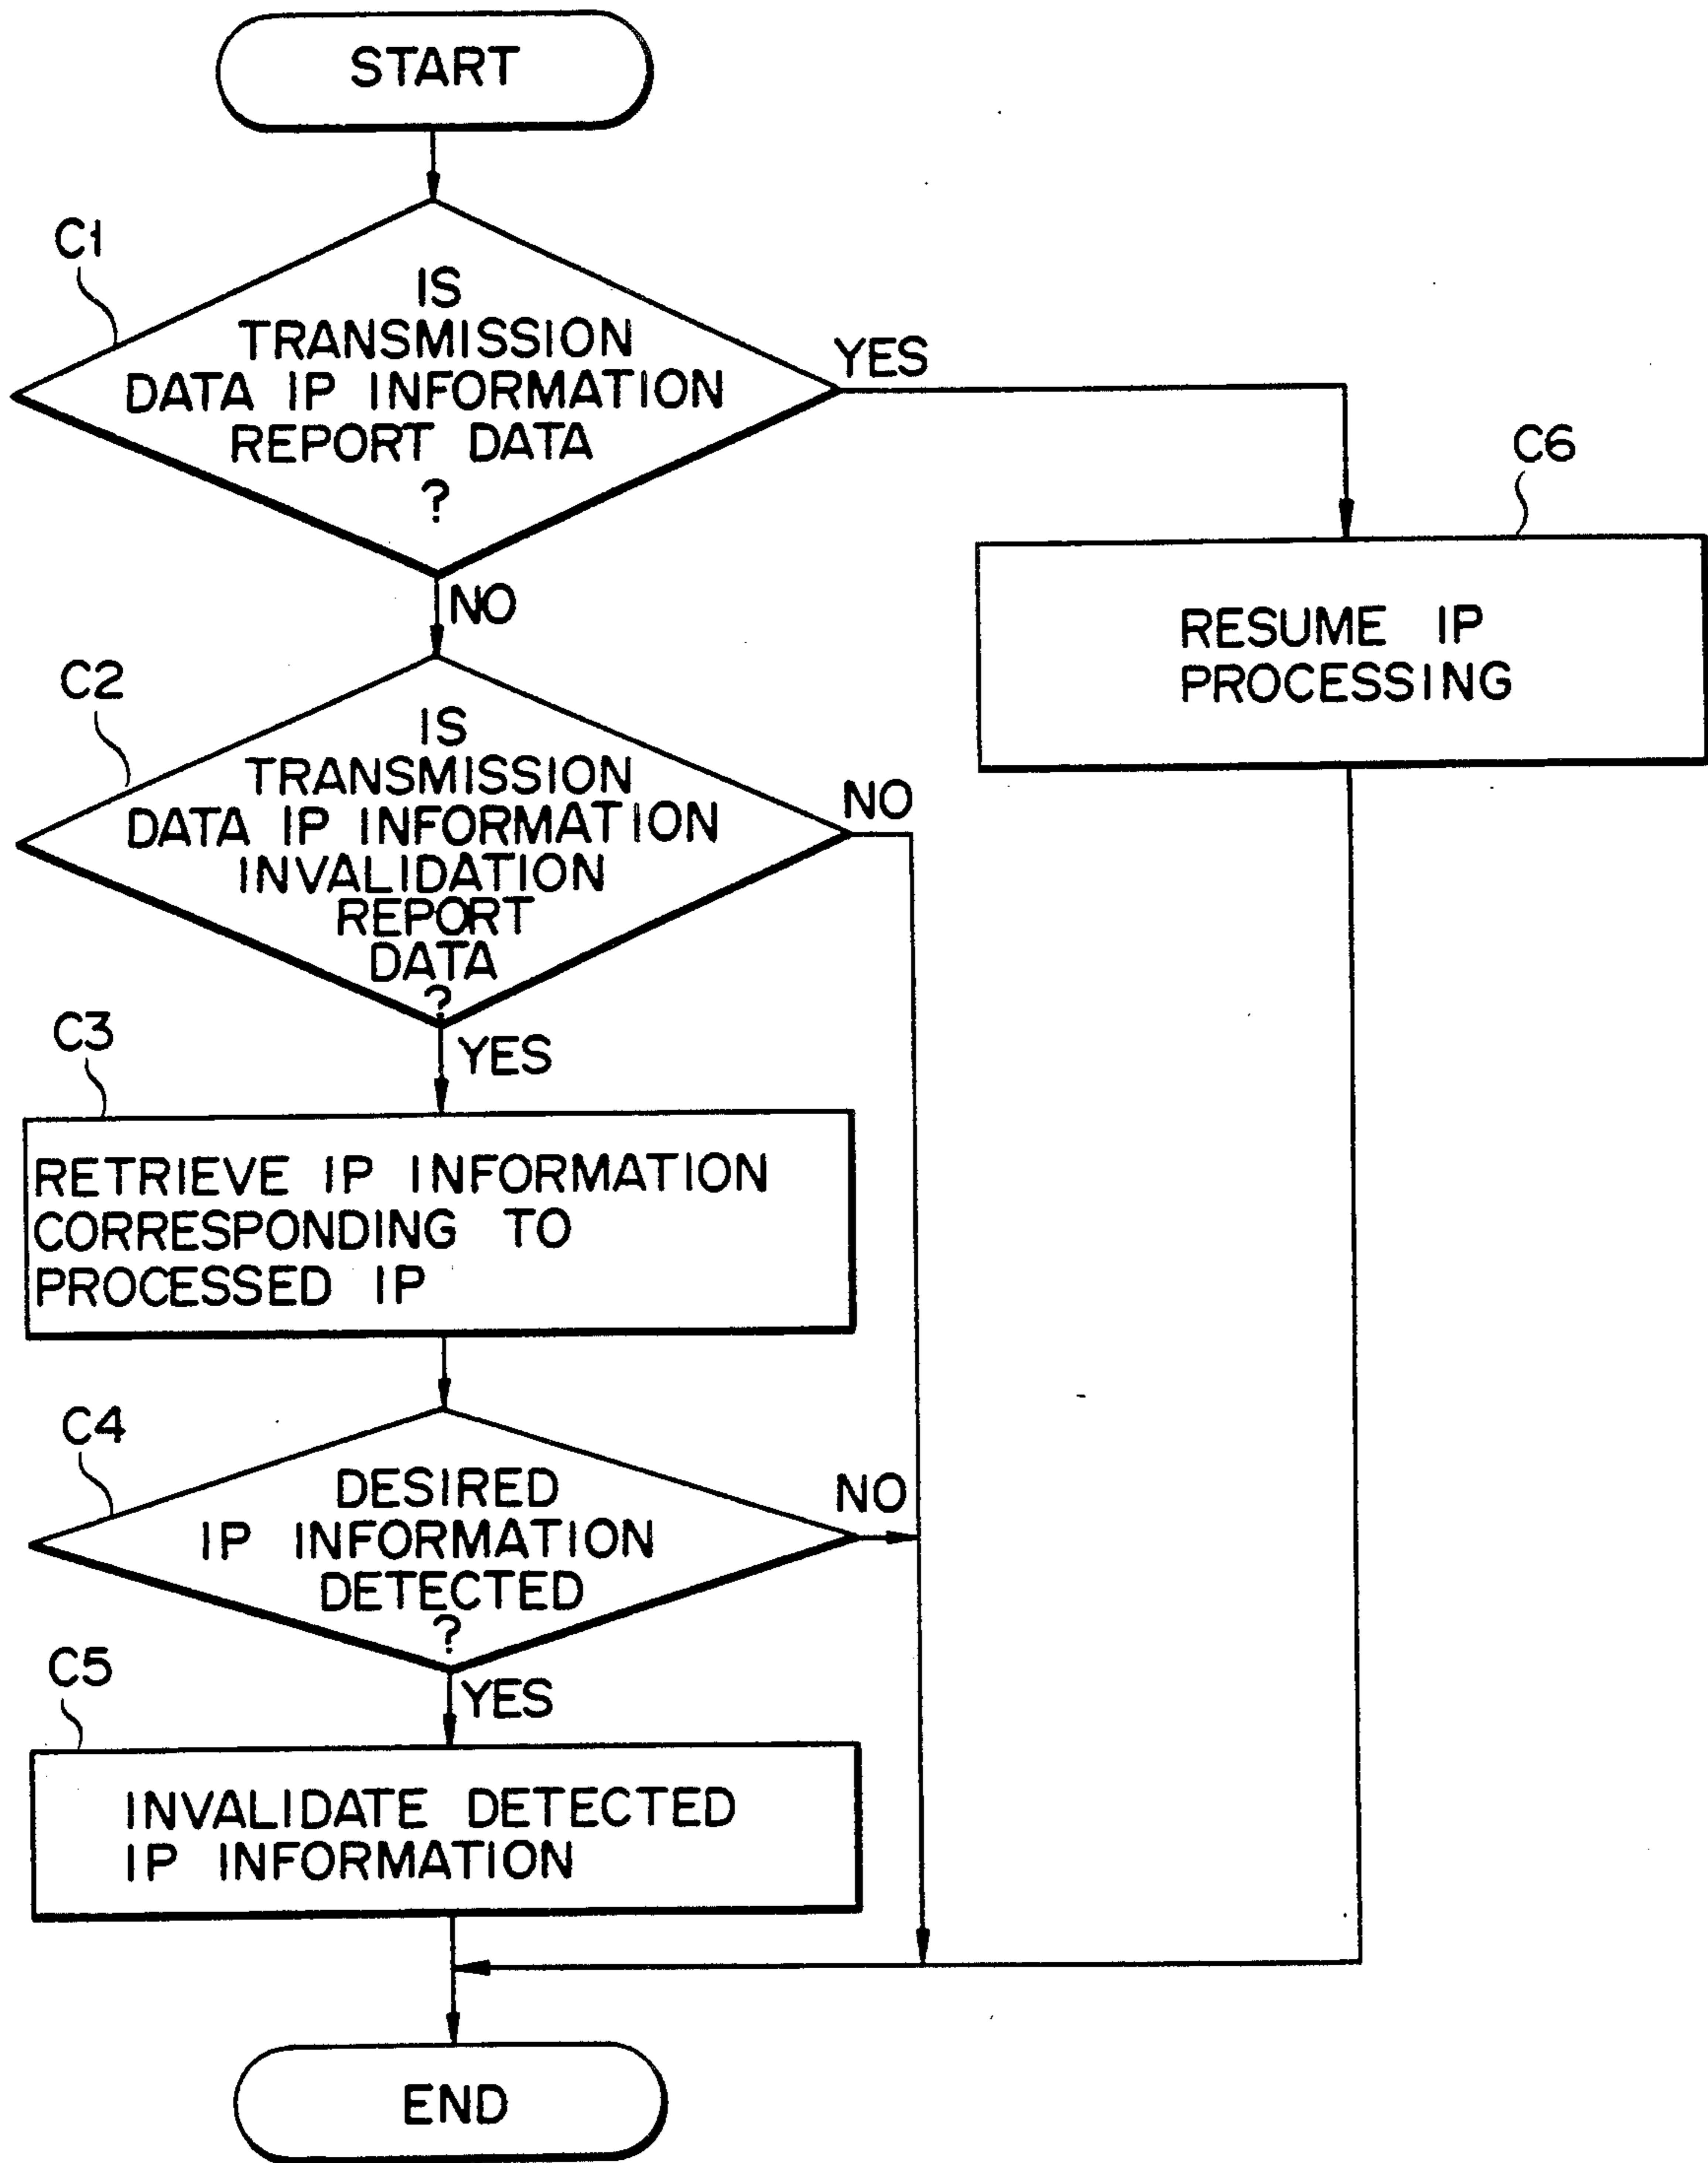 START
C1
IS
TRANSMISSION
DATA IP INFORMATION
REPORT DATA
?
YES
NO
C6
RESUME IP
PROCESSING
C2
IS
TRANSMISSION
DATA IP INFORMATION
INVALIDATION
REPORT
DATA
?
NO
YES
C3
RETRIEVE IP INFORMATION
CORRESPONDING TO
PROCESSED IP
C4
DESIRED
IP INFORMATION
DETECTED
?
NO
YES
C5
INVALIDATE DETECTED
IP INFORMATION
END